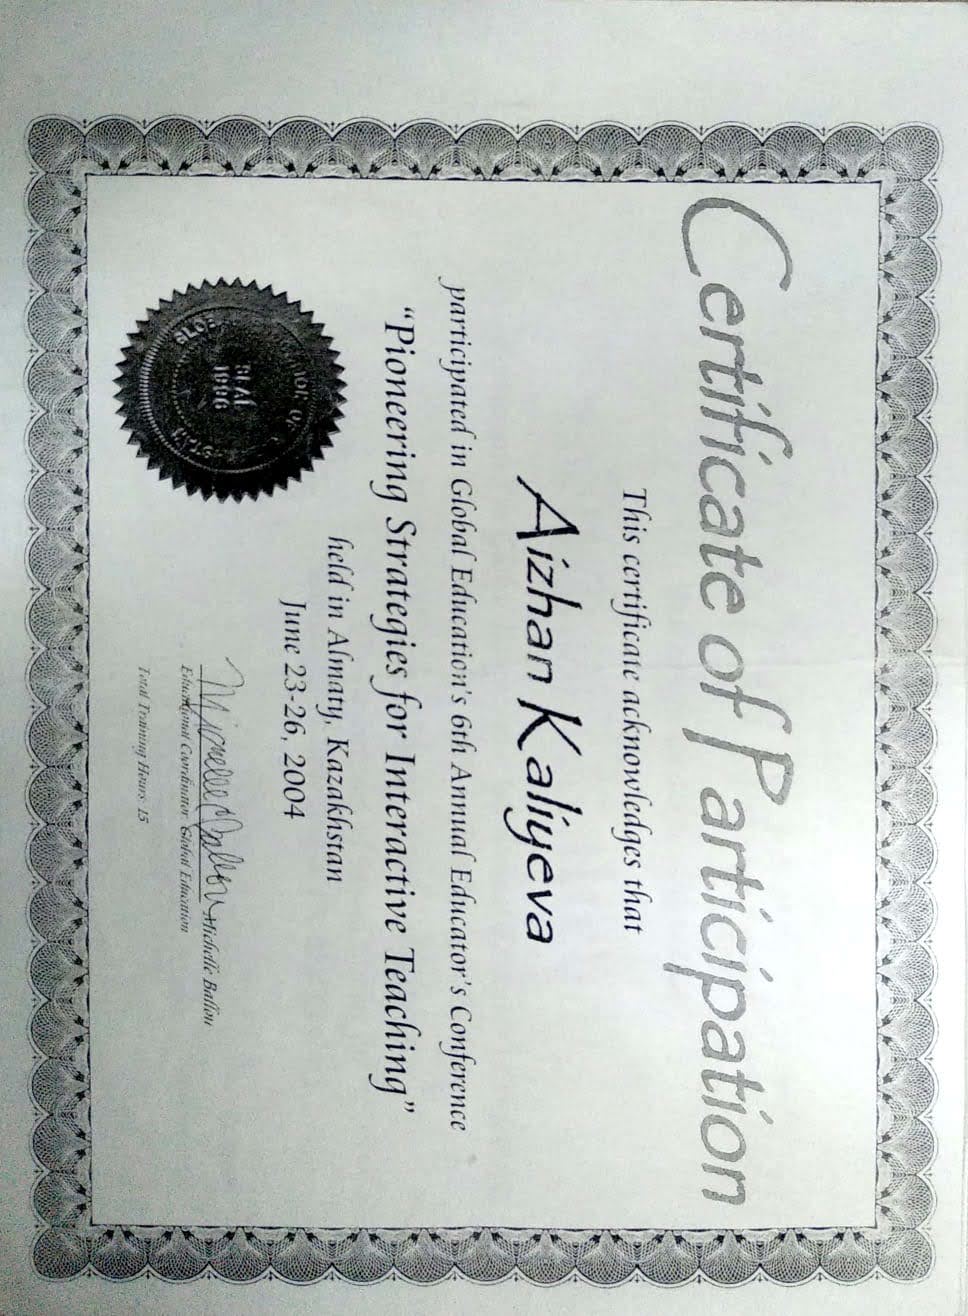 Certificate of Participation
This certificate acknowledges that
Aizhan Kaliyeva
participated in Global Education's 6th Annual Educator's Conference
“Pioneering Strategies for Interactive Teaching”
held in Almaty, Kazakhstan
June 23-26, 2004
Michelle Ballou
Educational Coordinator Global Education
Total Training Hours: 15
SEAL
1996